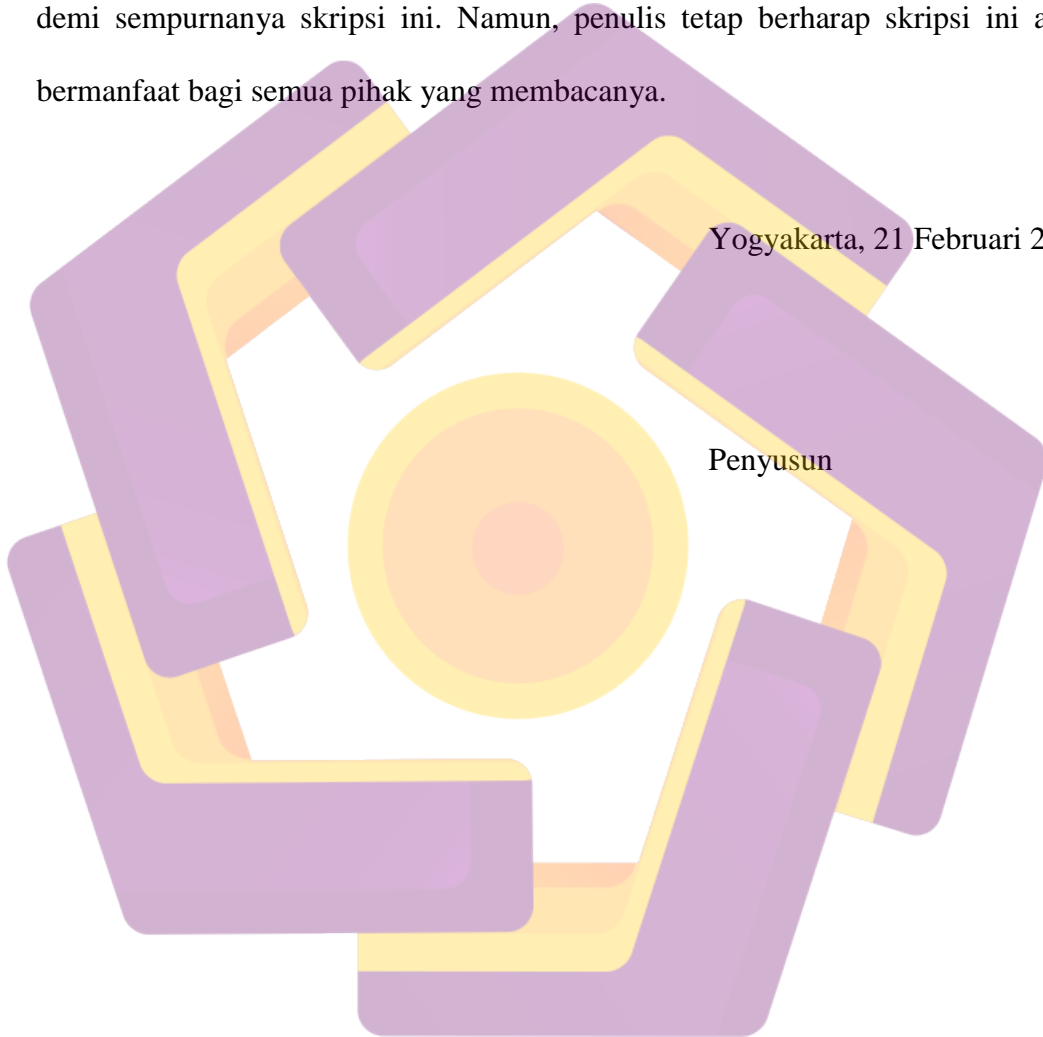 demi sempurnanya skripsi ini. Namun, penulis tetap berharap skripsi ini
bermanfaat bagi semua pihak yang membacanya.
Yogyakarta, 21 Februari
Penyusun